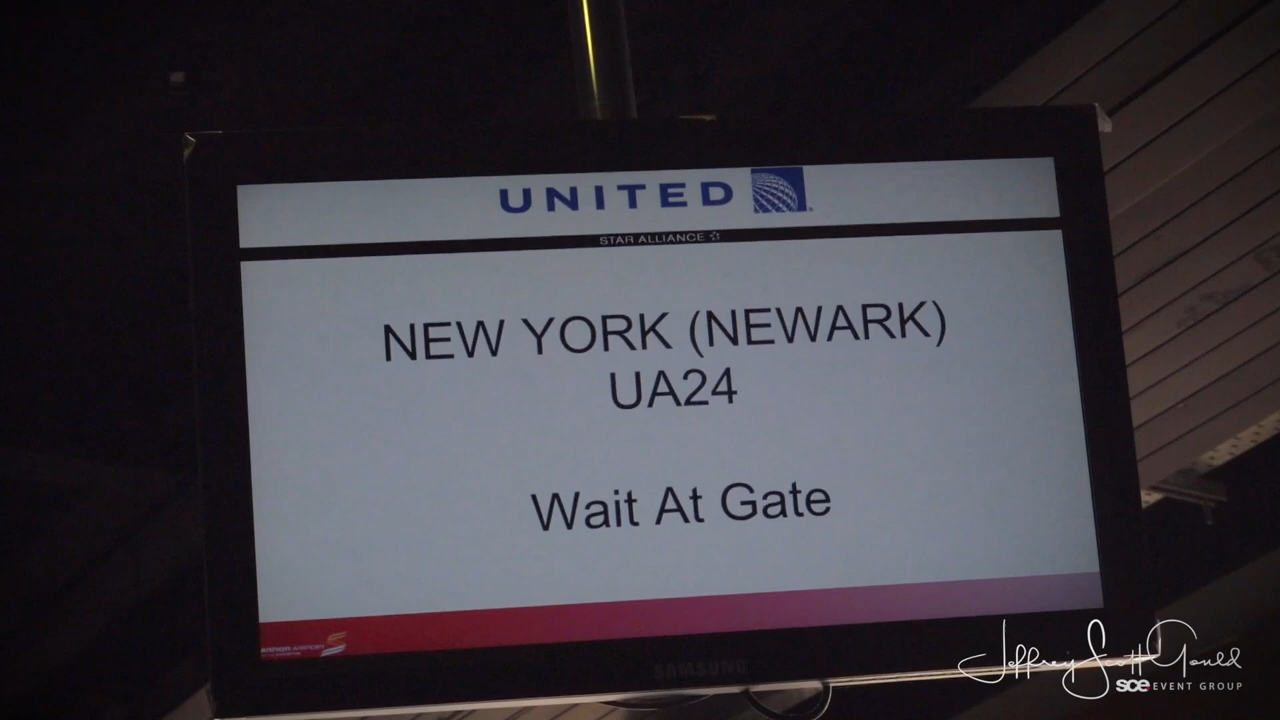 UNITED
STAR ALLIANCE
NEW YORK (NEWARK)
UA24
Wait At Gate
SAMSUNG
Jeffrey Scott Gould
sce EVENT GROUP